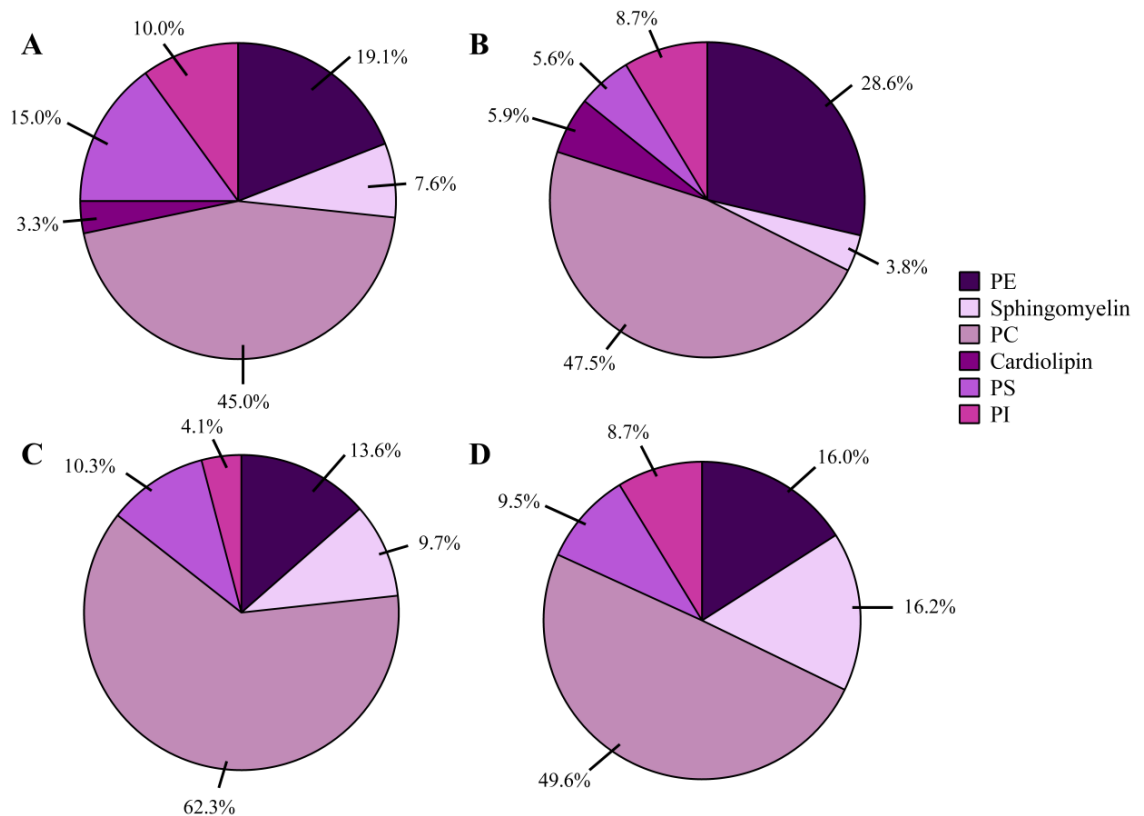 A
10.0%
19.1%
15.0%
7.6%
3.3%
45.0%
B
8.7%
5.6%
28.6%
5.9%
3.8%
47.5%
PE
Sphingomyelin
PC
Cardiolipin
PS
PI
C
4.1%
13.6%
10.3%
9.7%
62.3%
D
8.7%
16.0%
9.5%
16.2%
49.6%